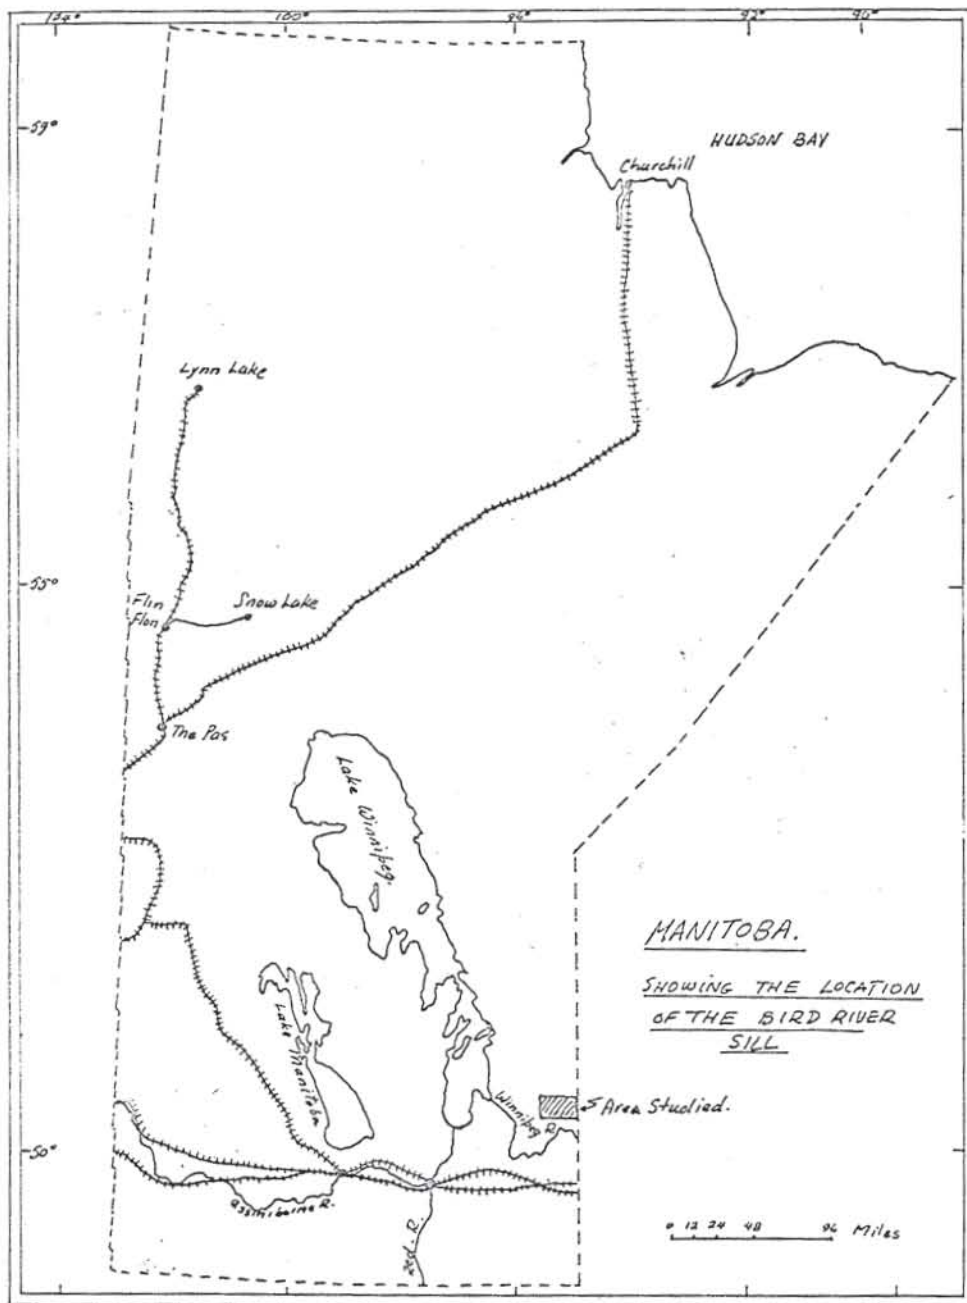 104° 100° 96° 92° 90°
59°
HUDSON BAY
Churchill
Lynn Lake
55°
Flin
Flon
Snow Lake
The Pas
Lake Winnipeg.
MANITOBA.
SHOWING THE LOCATION
OF THE BIRD RIVER
SILL
Lake Manitoba
Winnipeg R.
Area Studied.
50°
Assiniboine R.
Red. R.
0 12 24 48 96 Miles